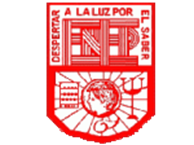 DESPERTAR A LA LUZ POR EL SABER
ENP